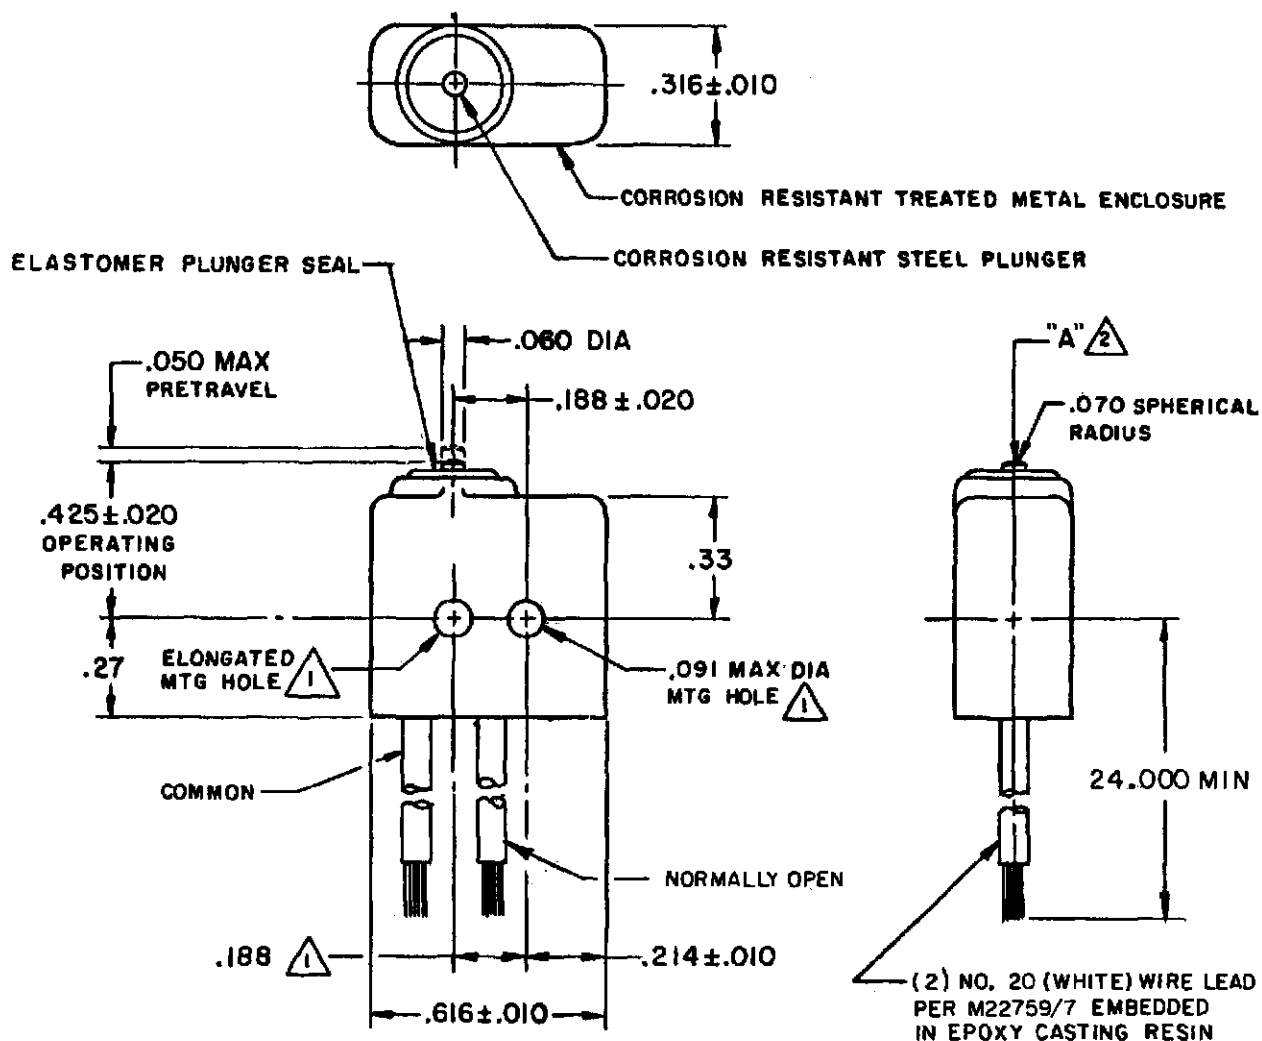 .316±.010
CORROSION RESISTANT TREATED METAL ENCLOSURE
CORROSION RESISTANT STEEL PLUNGER
ELASTOMER PLUNGER SEAL
.060 DIA
"A" 2
.050 MAX
PRETRAVEL
.188±.020
.070 SPHERICAL
RADIUS
.425±.020
OPERATING
POSITION
.33
.27
ELONGATED
MTG HOLE 1
.091 MAX DIA
MTG HOLE 1
COMMON
24.000 MIN
NORMALLY OPEN
.188 1
.214±.010
.616±.010
(2) NO. 20 (WHITE) WIRE LEAD
PER M22759/7 EMBEDDED
IN EPOXY CASTING RESIN